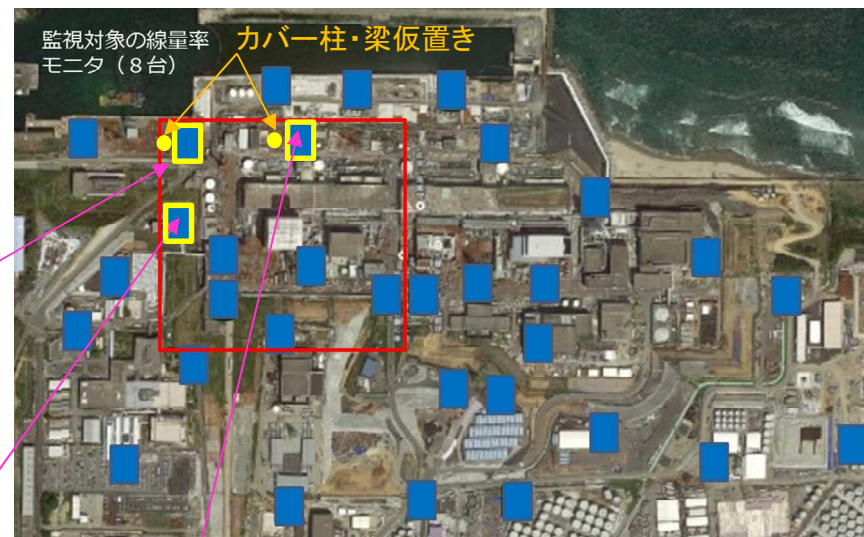 監視対象の線量率
モニタ（８台）
カバー柱・梁仮置き